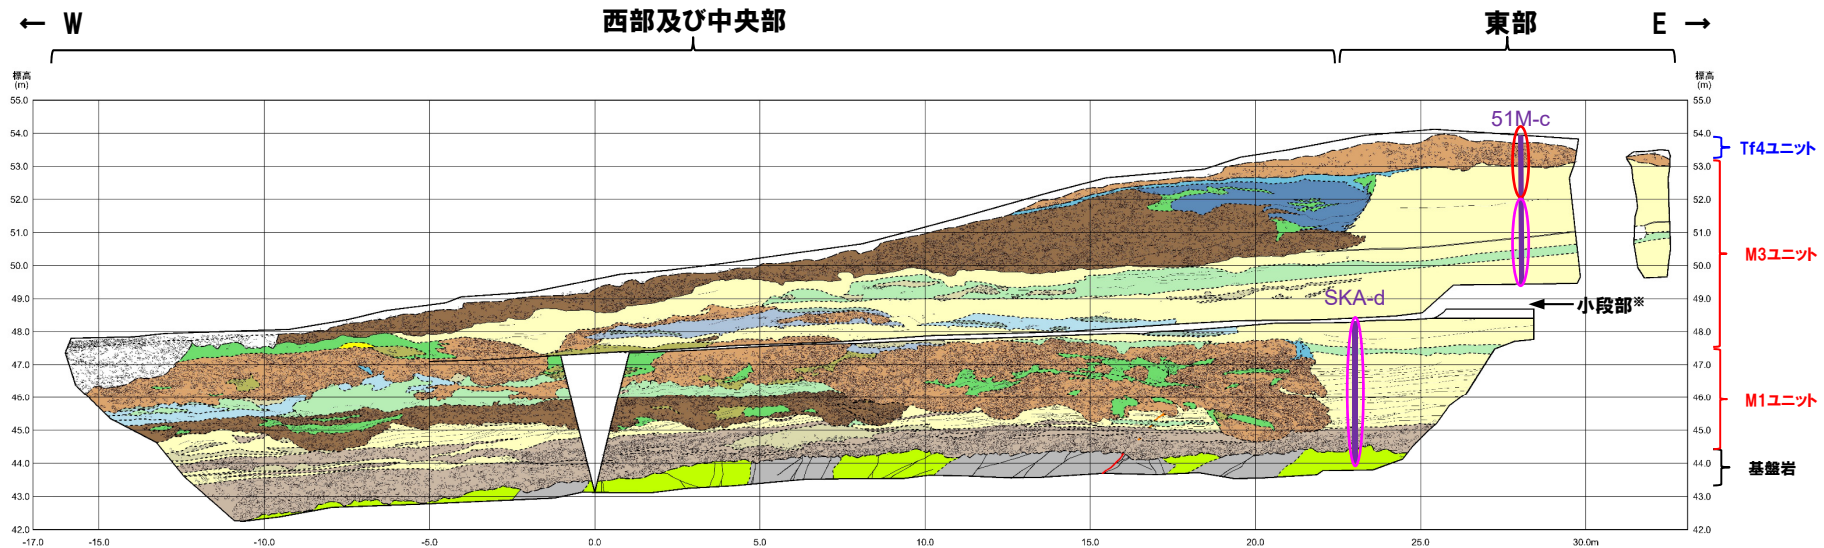 ← W 西部及び中央部 東部 E →
標高
(m)
標高
(m)
55.0 55.0
54.0 51M-c 54.0
Tf4ユニット
53.0 53.0
52.0 52.0
51.0 51.0
M3ユニット
50.0 50.0
49.0 SKA-d 49.0
小段部※
48.0 48.0
47.0 47.0
46.0 46.0
M1ユニット
45.0 45.0
44.0 44.0
基盤岩
43.0 43.0
42.0 42.0
-17.0 -15.0 -10.0 -5.0 0.0 5.0 10.0 15.0 20.0 25.0 30.0m